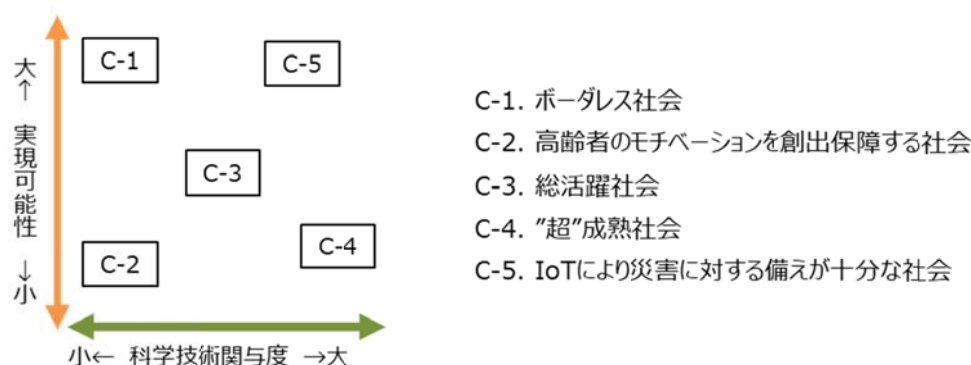 大↑ 実現可能性 ↓小
C-1
C-5
C-3
C-4
C-2
小← 科学技術関与度 →大
C-1. ボーダレス社会
C-2. 高齢者のモチベーションを創出保障する社会
C-3. 総活躍社会
C-4. ”超”成熟社会
C-5. IoTにより災害に対する備えが十分な社会